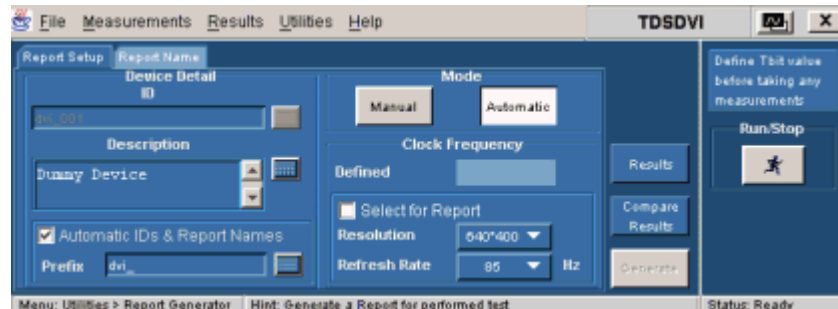 File Measurements Results Utilities Help TDSDVI X
Report Setup Report Name
Device Detail
ID
dvi_001
Description
Dummy Device
Automatic IDs & Report Names
Prefix dvi_
Mode
Manual Automatic
Clock Frequency
Defined
Select for Report
Resolution 640*400
Refresh Rate 85 Hz
Results
Compare
Results
Generate
Define Tbit value
before taking any
measurements
Run/Stop
Menu: Utilities > Report Generator Hint: Generate a Report for performed test Status: Ready